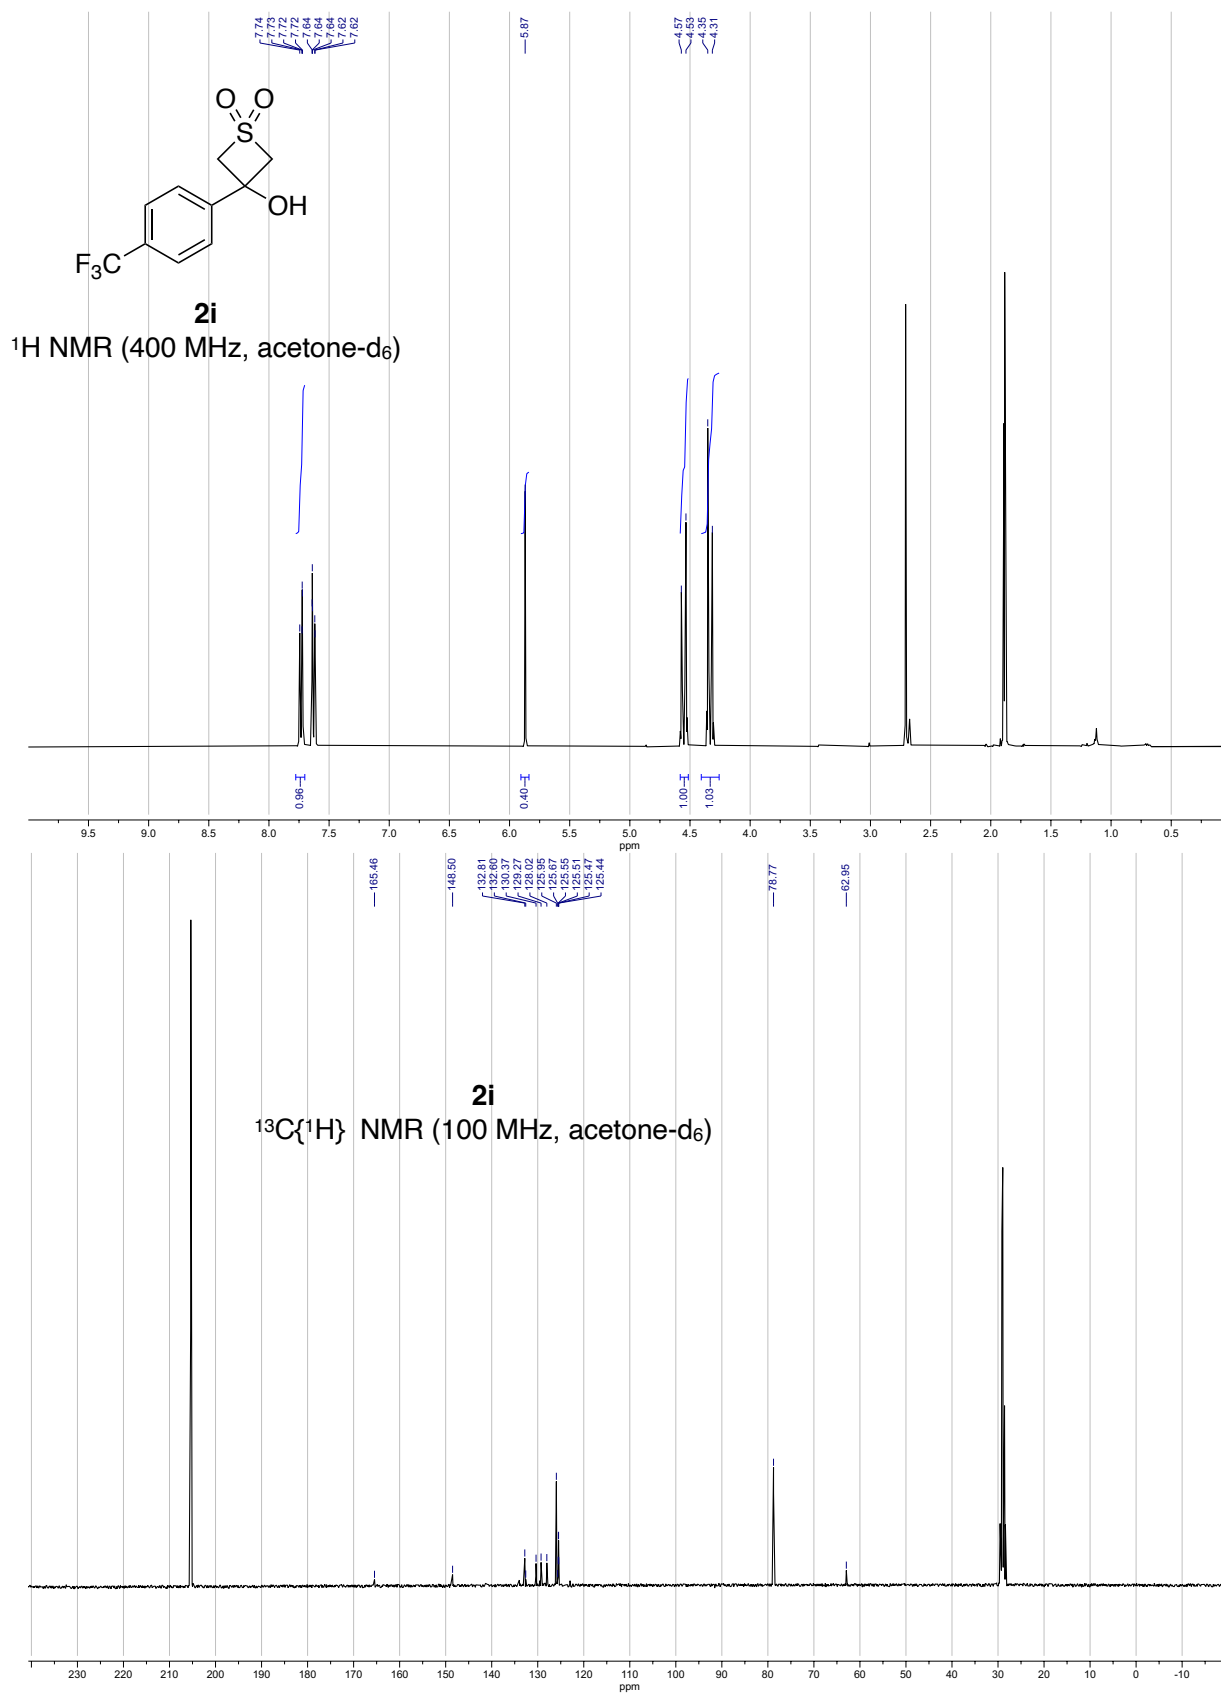 7.74
7.73
7.72
7.72
7.64
7.64
7.64
7.62
7.62
5.87
4.57
4.53
4.35
4.31
O O
S
OH
F₃C
2i
¹H NMR (400 MHz, acetone-d₆)
0.96
0.40
1.00
1.03
9.5 9.0 8.5 8.0 7.5 7.0 6.5 6.0 5.5 5.0 4.5 4.0 3.5 3.0 2.5 2.0 1.5 1.0 0.5
ppm
165.46
148.50
132.81
132.60
130.37
129.27
128.02
125.95
125.67
125.55
125.51
125.47
125.44
78.77
62.95
2i
¹³C{¹H} NMR (100 MHz, acetone-d₆)
230 220 210 200 190 180 170 160 150 140 130 120 110 100 90 80 70 60 50 40 30 20 10 0 -10
ppm